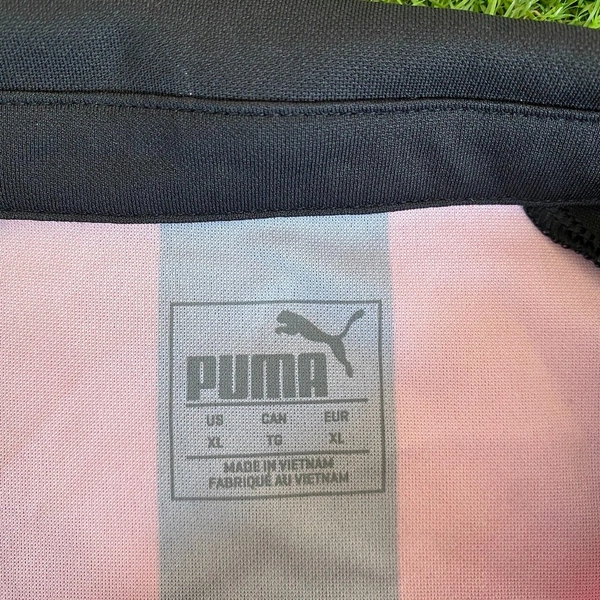 PUMA
US CAN EUR
XL TG XL
MADE IN VIETNAM
FABRIQUÉ AU VIETNAM